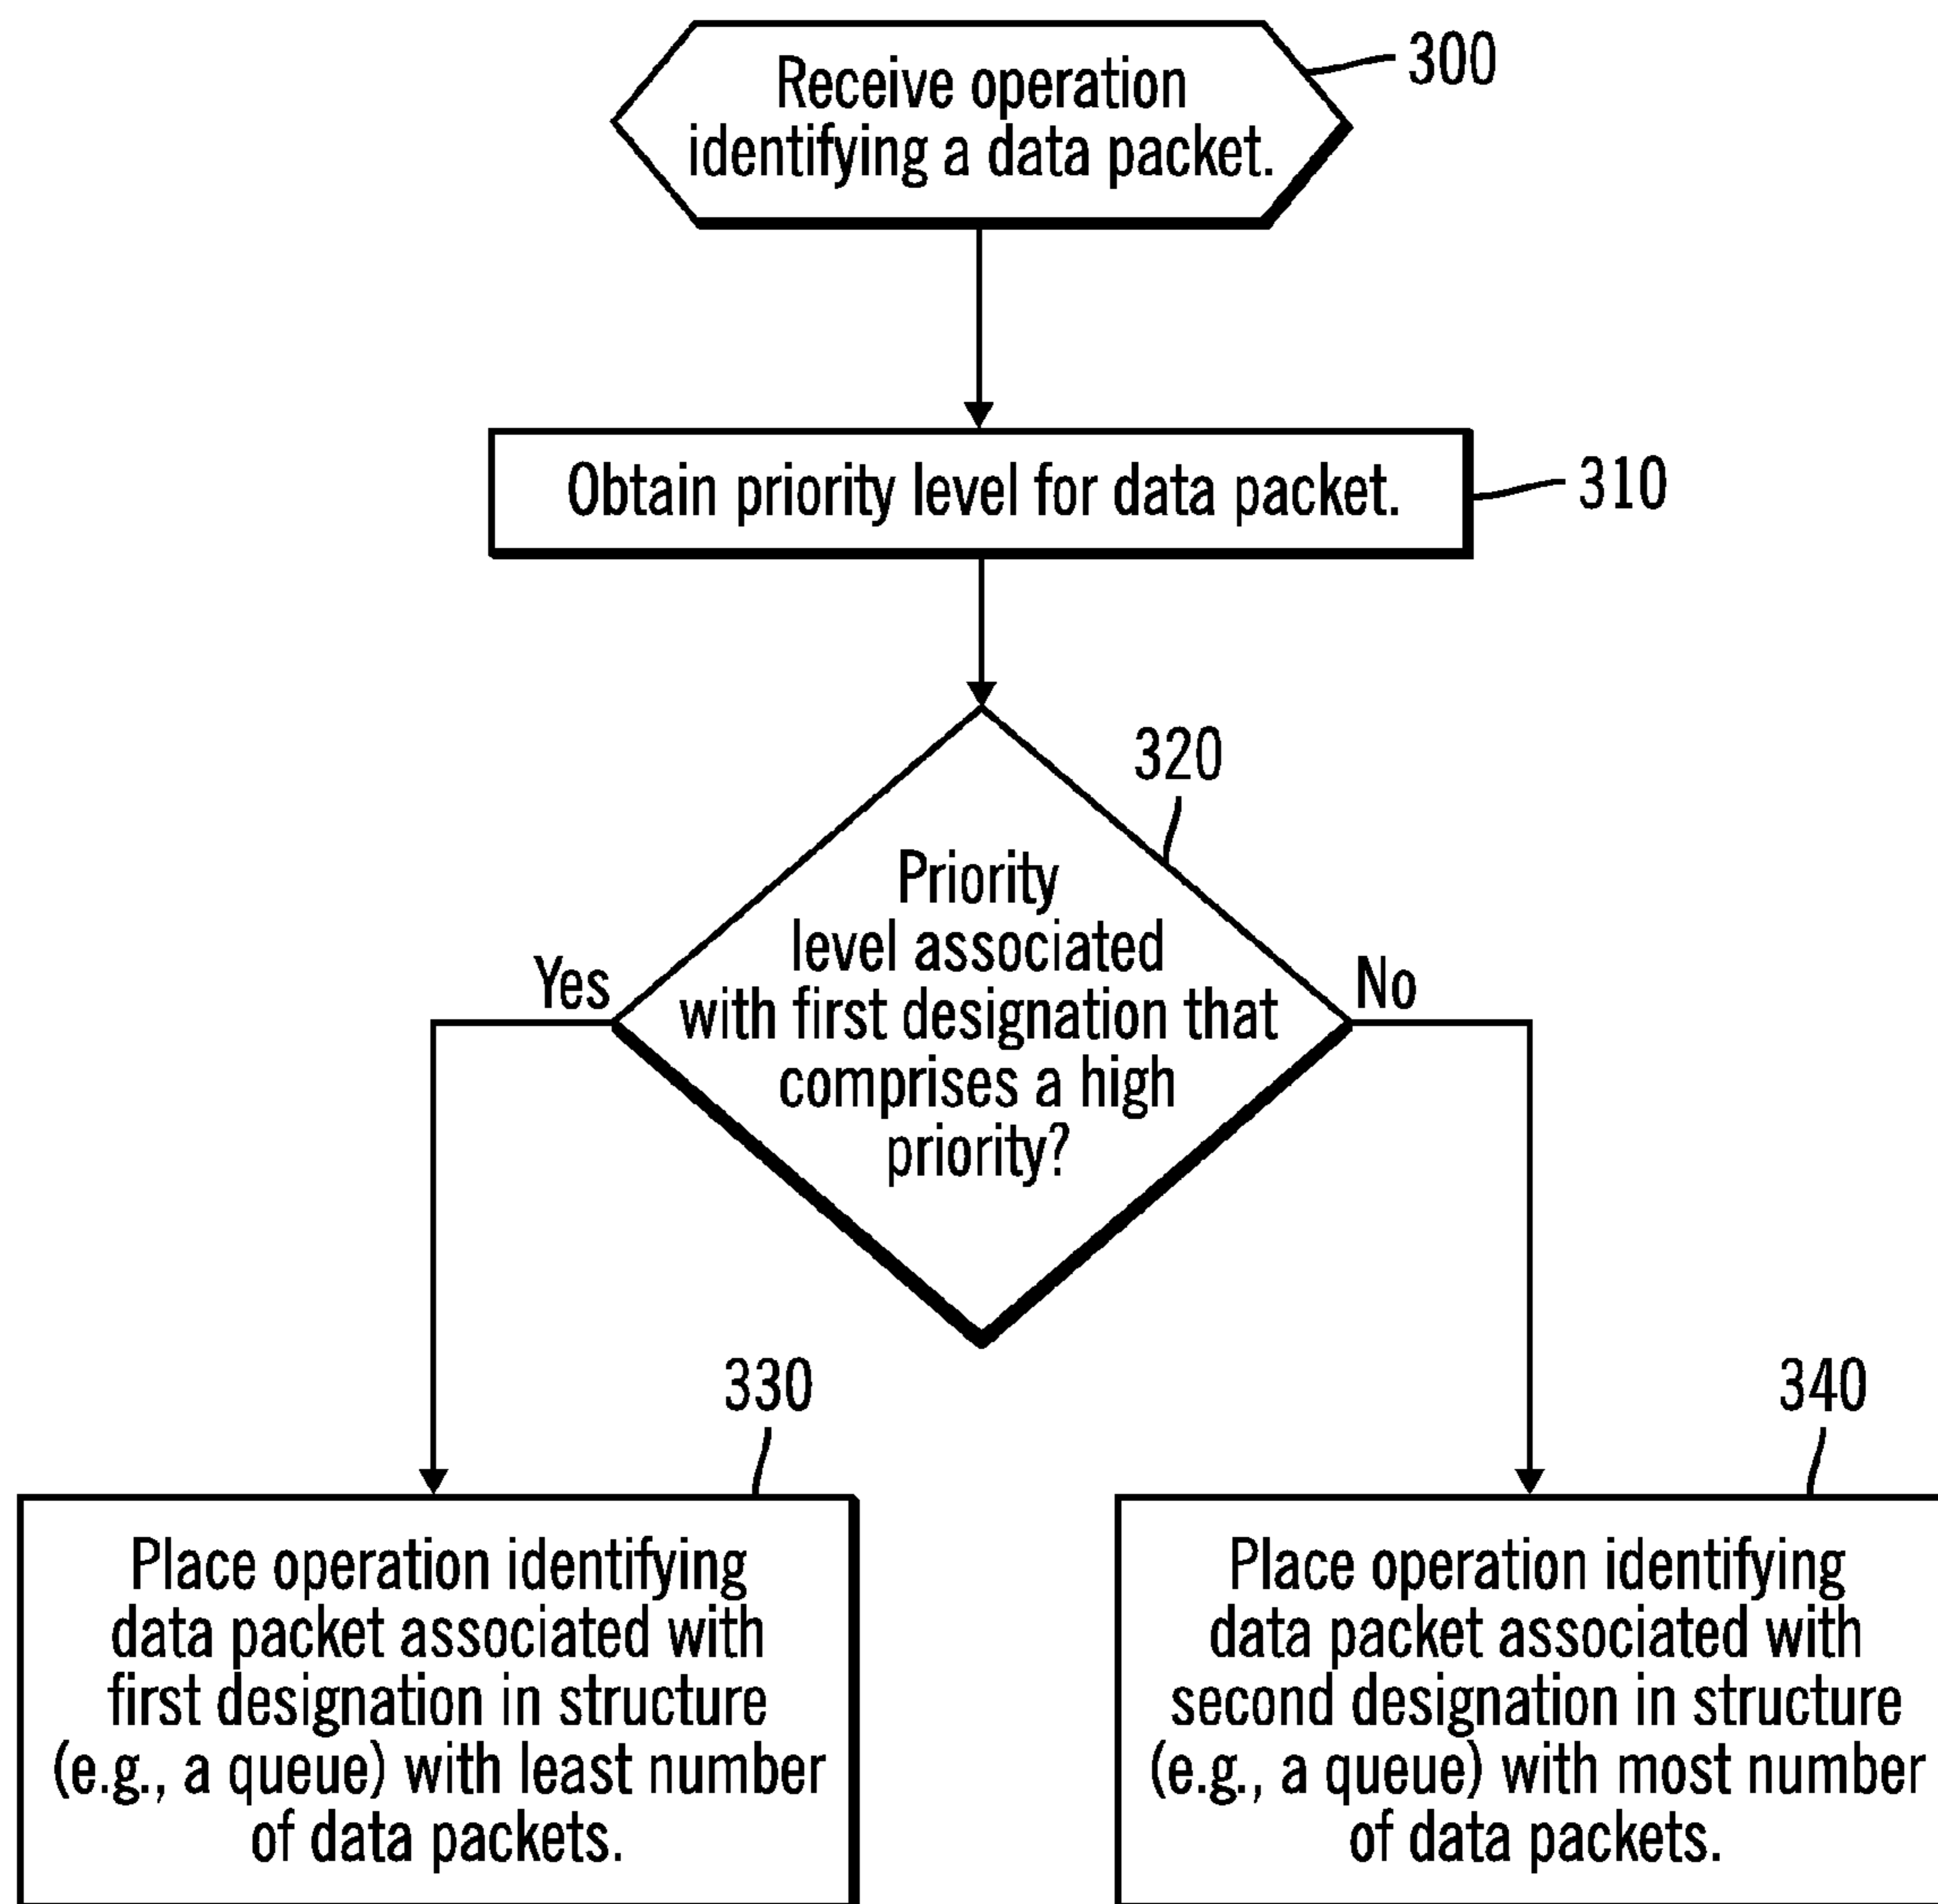 Receive operation
identifying a data packet.
300
Obtain priority level for data packet.
310
320
Priority
level associated
with first designation that
comprises a high
priority?
Yes
No
330
Place operation identifying
data packet associated with
first designation in structure
(e.g., a queue) with least number
of data packets.
340
Place operation identifying
data packet associated with
second designation in structure
(e.g., a queue) with most number
of data packets.